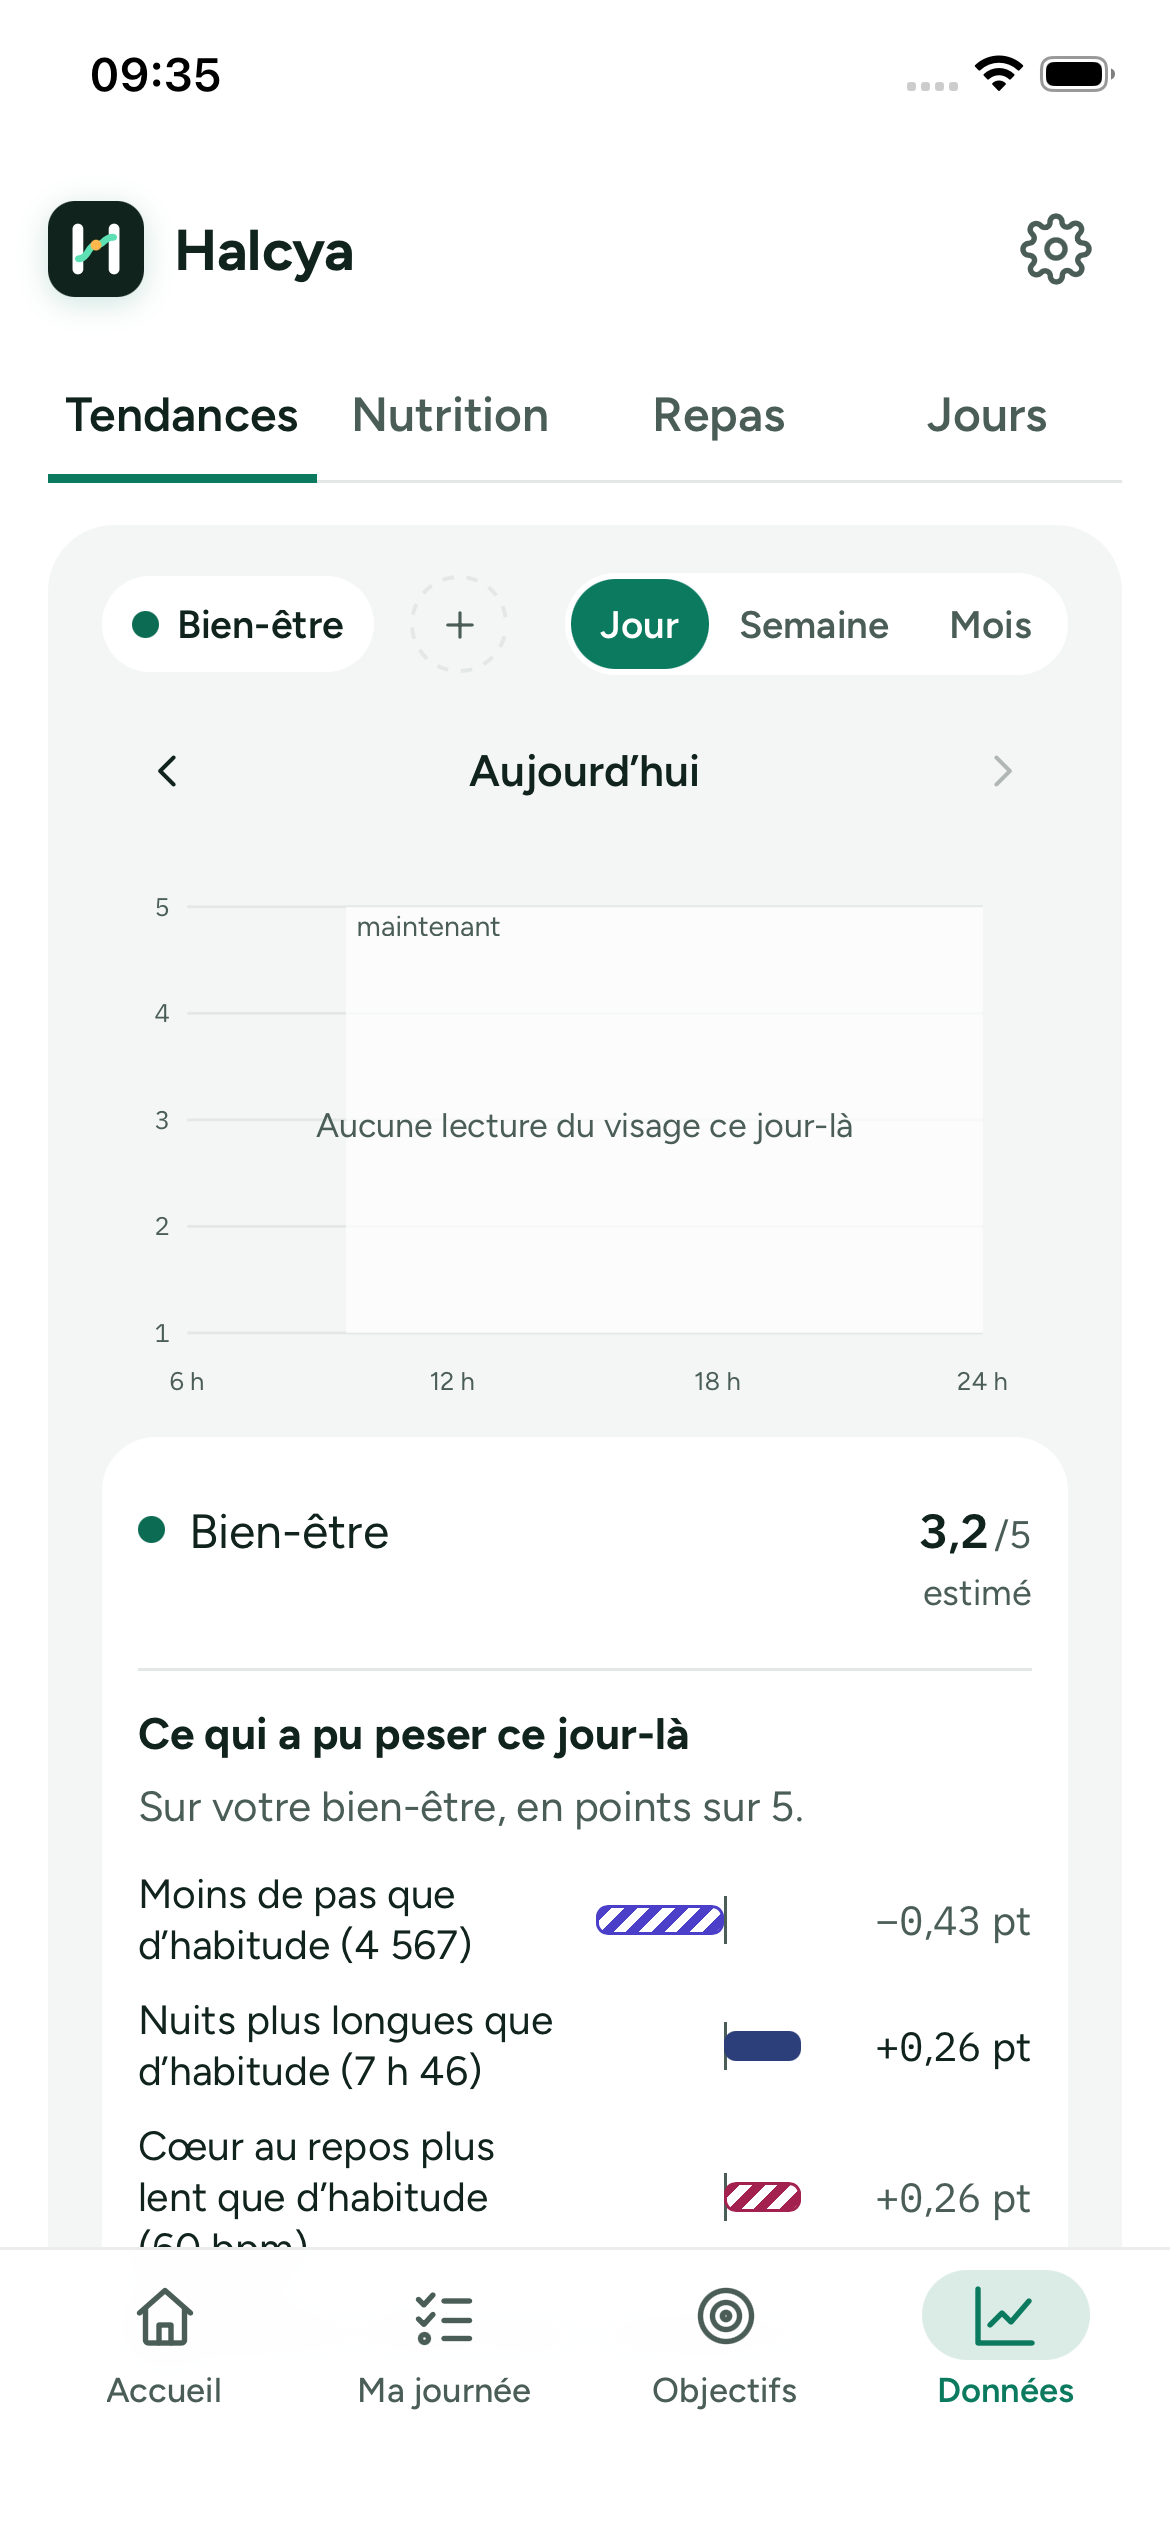 09:35
Halcya
Tendances Nutrition Repas Jours
Bien-être + Jour Semaine Mois
Aujourd’hui
5
maintenant
4
3
Aucune lecture du visage ce jour-là
2
1
6 h 12 h 18 h 24 h
Bien-être 3,2 /5
estimé
Ce qui a pu peser ce jour-là
Sur votre bien-être, en points sur 5.
Moins de pas que
d’habitude (4 567) −0,43 pt
Nuits plus longues que
d’habitude (7 h 46) +0,26 pt
Cœur au repos plus
lent que d’habitude +0,26 pt
(60 bpm)
Accueil Ma journée Objectifs Données